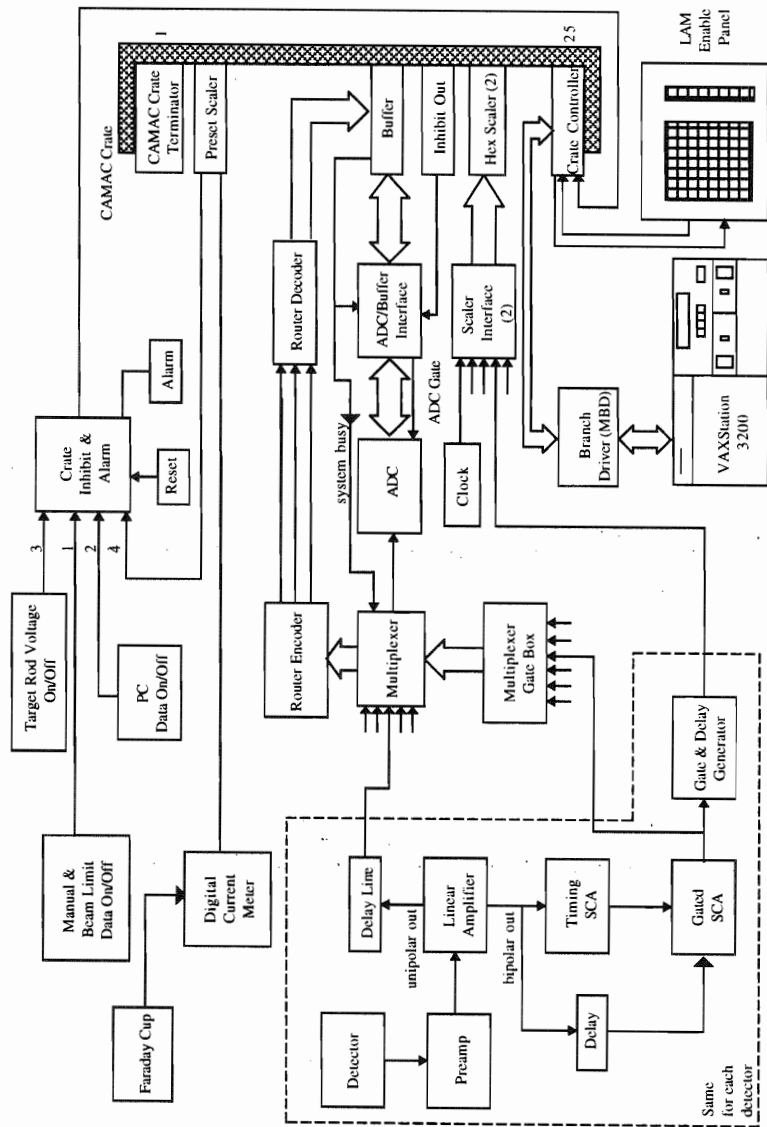 CAMAC Crate
1
25
CAMAC Crate
Terminator
Preset Scaler
Buffer
Inhibit Out
Hex Scaler (2)
Crate Controller
LAM
Enable
Panel
Target Rod Voltage
On/Off
3
1
2
4
Crate
Inhibit &
Alarm
Alarm
Reset
PC
Data On/Off
Manual &
Beam Limit
Data On/Off
Faraday Cup
Digital
Current
Meter
Router Encoder
Router Decoder
system busy
ADC/Buffer
Interface
ADC Gate
ADC
Multiplexer
Multiplexer
Gate Box
Clock
Scaler
Interface
(2)
Branch
Driver (MBD)
VAXStation
3200
Detector
Preamp
Delay Line
unipolar out
Linear
Amplifier
bipolar out
Timing
SCA
Delay
Gated
SCA
Gate & Delay
Generator
Same
for each
detector